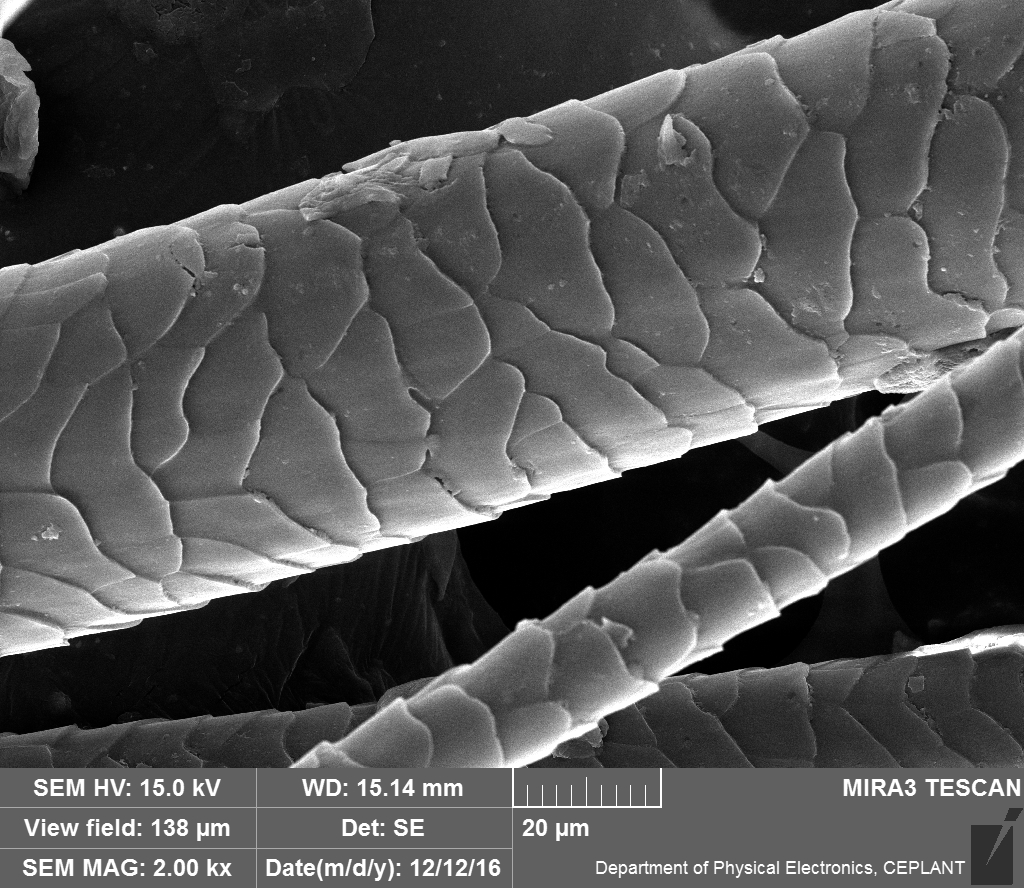 SEM HV: 15.0 kV
WD: 15.14 mm
MIRA3 TESCAN
View field: 138 µm
Det: SE
20 µm
SEM MAG: 2.00 kx
Date(m/d/y): 12/12/16
Department of Physical Electronics, CEPLANT